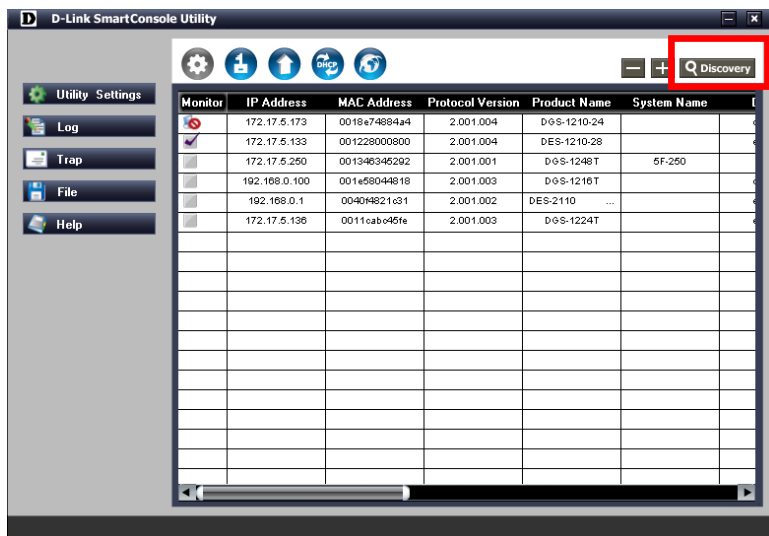 D D-Link SmartConsole Utility
DHCP
Discovery
Utility Settings
Log
Trap
File
Help
Monitor IP Address MAC Address Protocol Version Product Name System Name
172.17.5.173 0018e74884a4 2.001.004 DGS-1210-24
172.17.5.133 001228000800 2.001.004 DES-1210-28
172.17.5.250 001346345292 2.001.001 DGS-1248T 5F-250
192.168.0.100 001e58044818 2.001.003 DGS-1216T
192.168.0.1 0040f4821c31 2.001.002 DES-2110 ...
172.17.5.136 0011cabc45fe 2.001.003 DGS-1224T